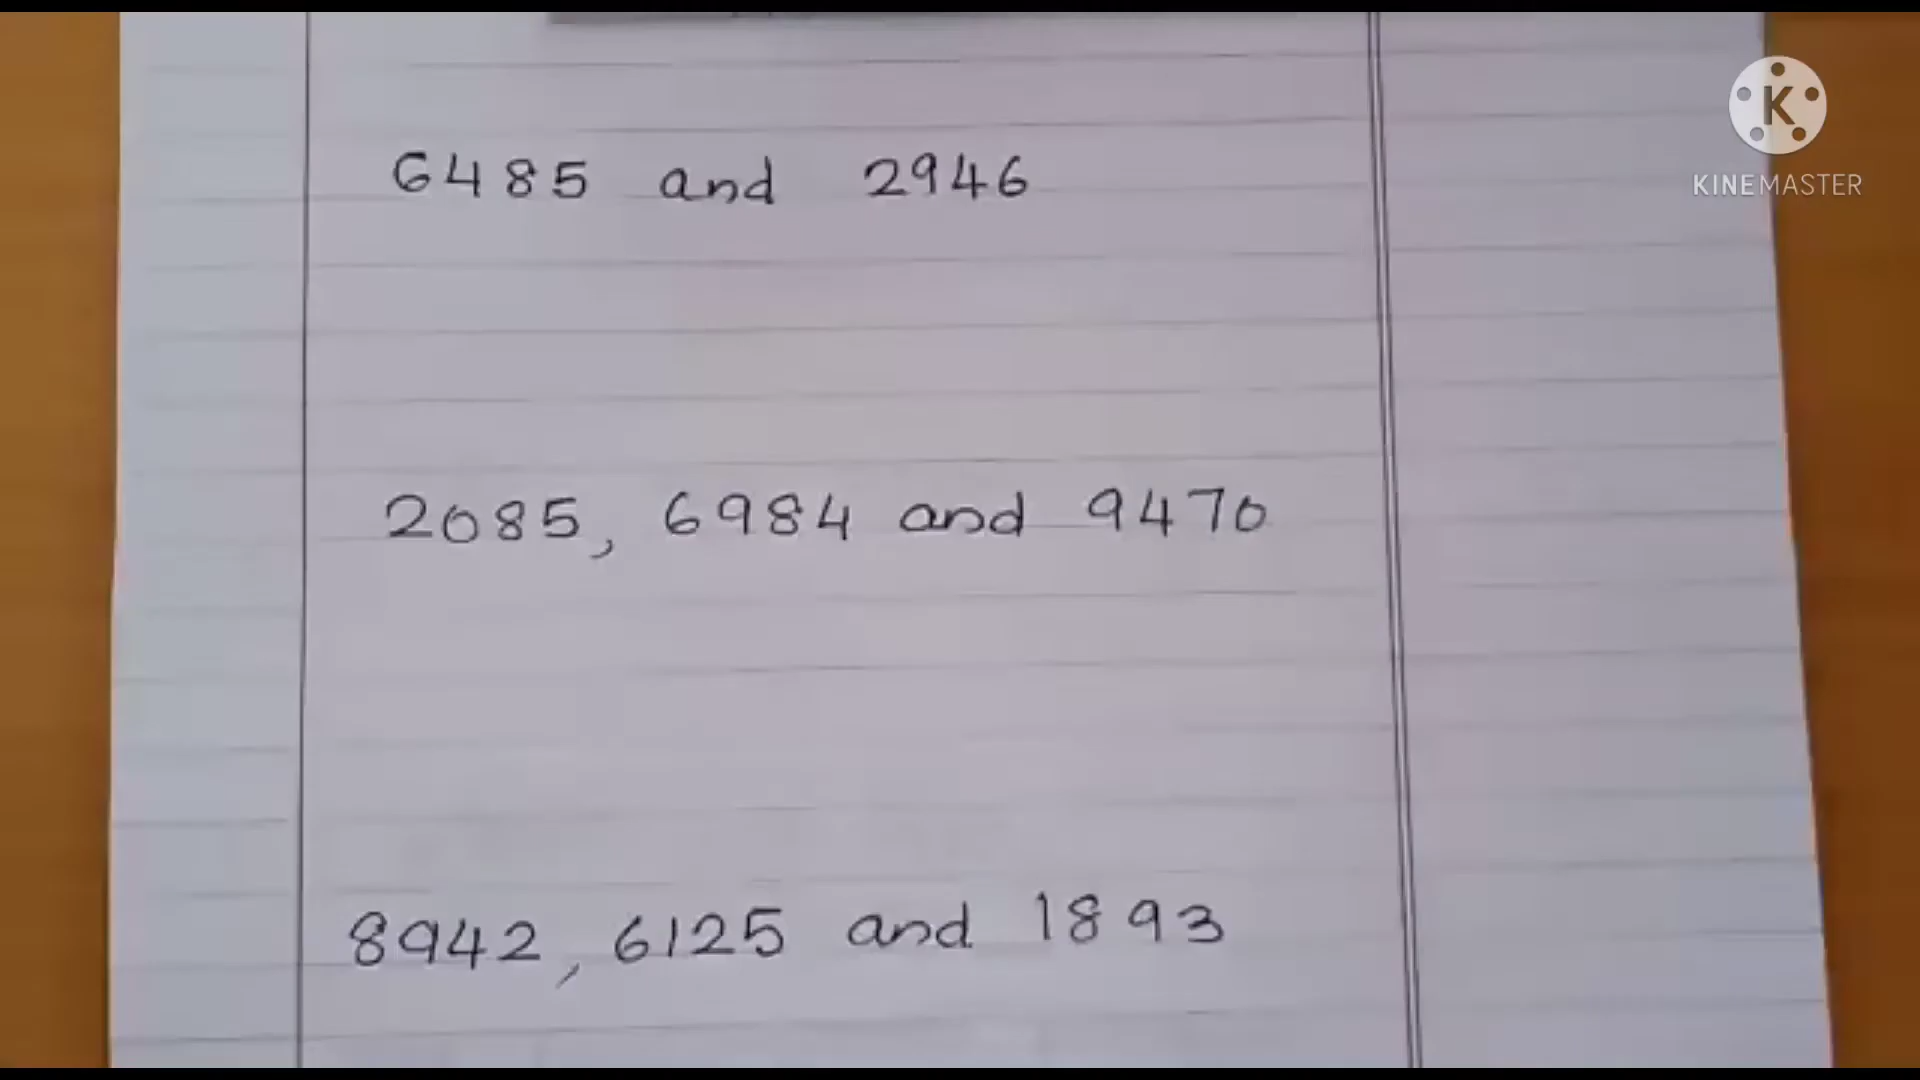 6485 and 2946
K
KINEMASTER
2085, 6984 and 9470
8942, 6125 and 1893